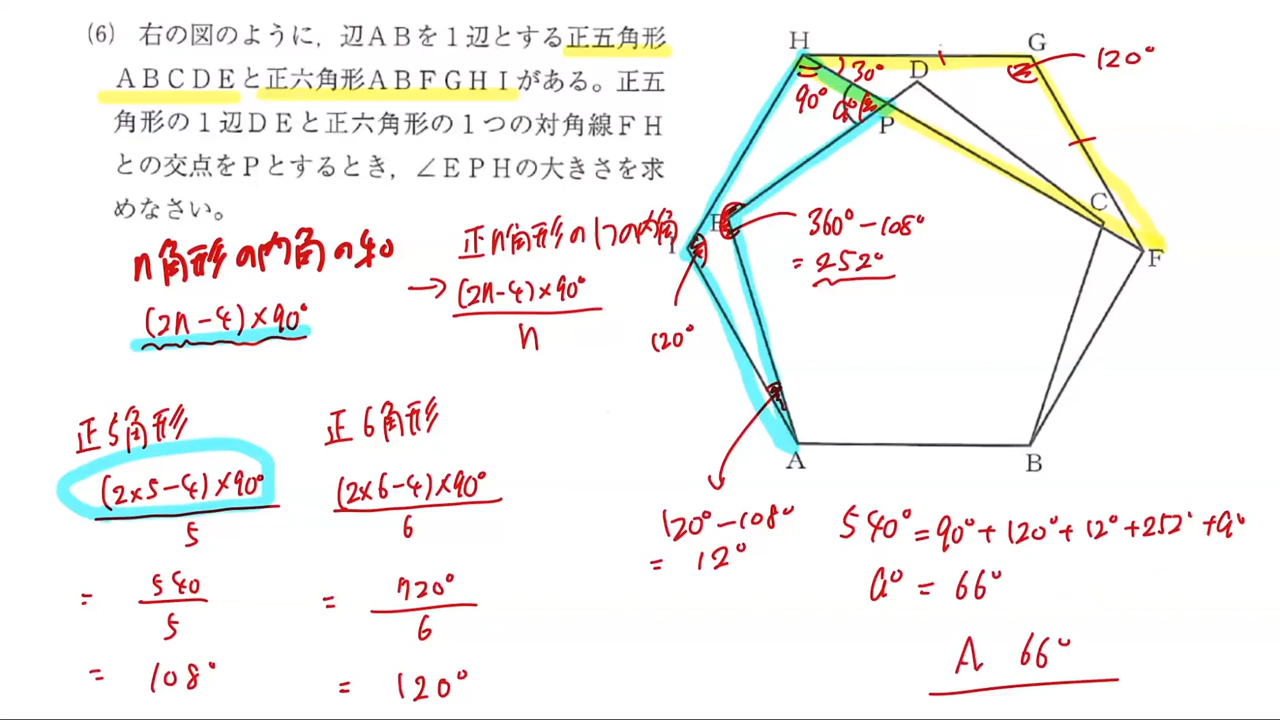 (6) 右の図のように，辺ABを1辺とする正五角形
ABCDEと正六角形ABFGHIがある。正五
角形の1辺DEと正六角形の1つの対角線FH
との交点をPとするとき，∠EPHの大きさを求
めなさい。
n角形の内角の和
(2n-4)×90°
正n角形の1つの内角
→ (2n-4)×90°
n
正5角形
(2×5-4)×90°
5
= 540
5
= 108°
正6角形
(2×6-4)×90°
6
= 720°
6
= 120°
H
G
120°
30°
D
90°
a°
P
C
E
360°-108°
= 252°
I
F
120°
A
B
120°-108°
= 12°
540°=90°+120°+12°+252°+a°
a°=66°
A 66°